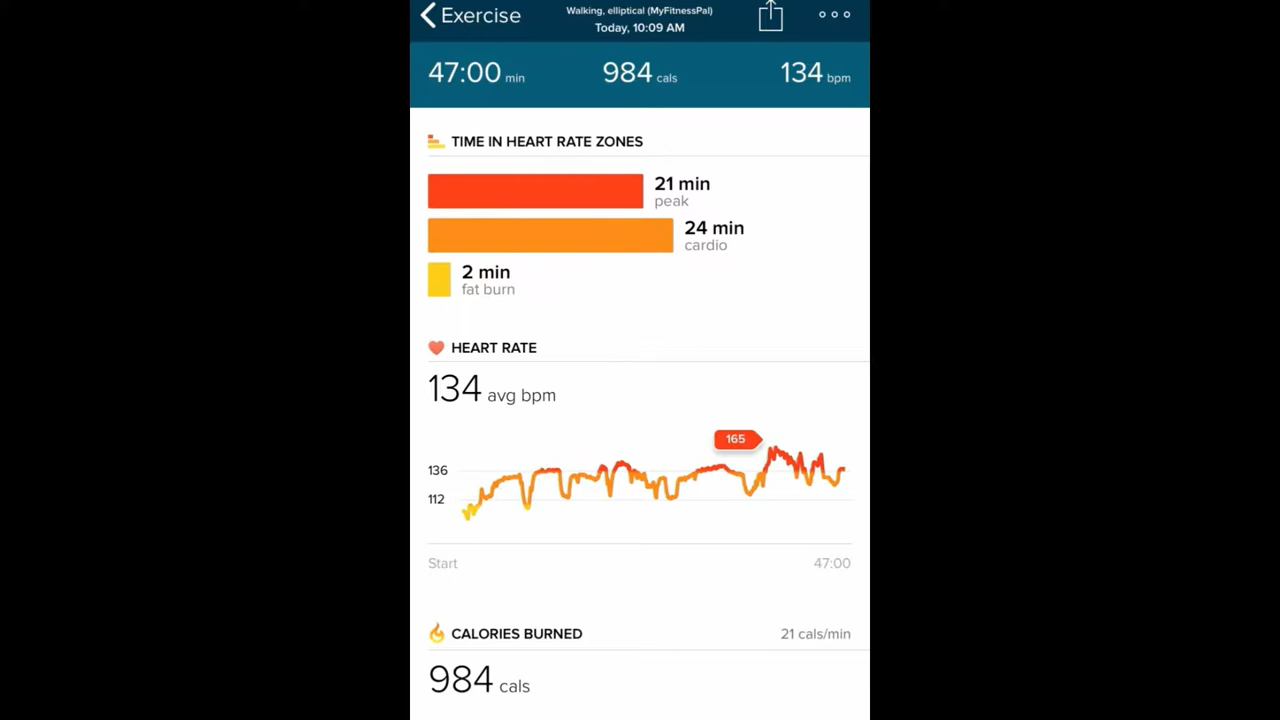 Exercise
Walking, elliptical (MyFitnessPal)
Today, 10:09 AM
47:00 min
984 cals
134 bpm
TIME IN HEART RATE ZONES
21 min
peak
24 min
cardio
2 min
fat burn
HEART RATE
134 avg bpm
165
136
112
Start
47:00
CALORIES BURNED
21 cals/min
984 cals